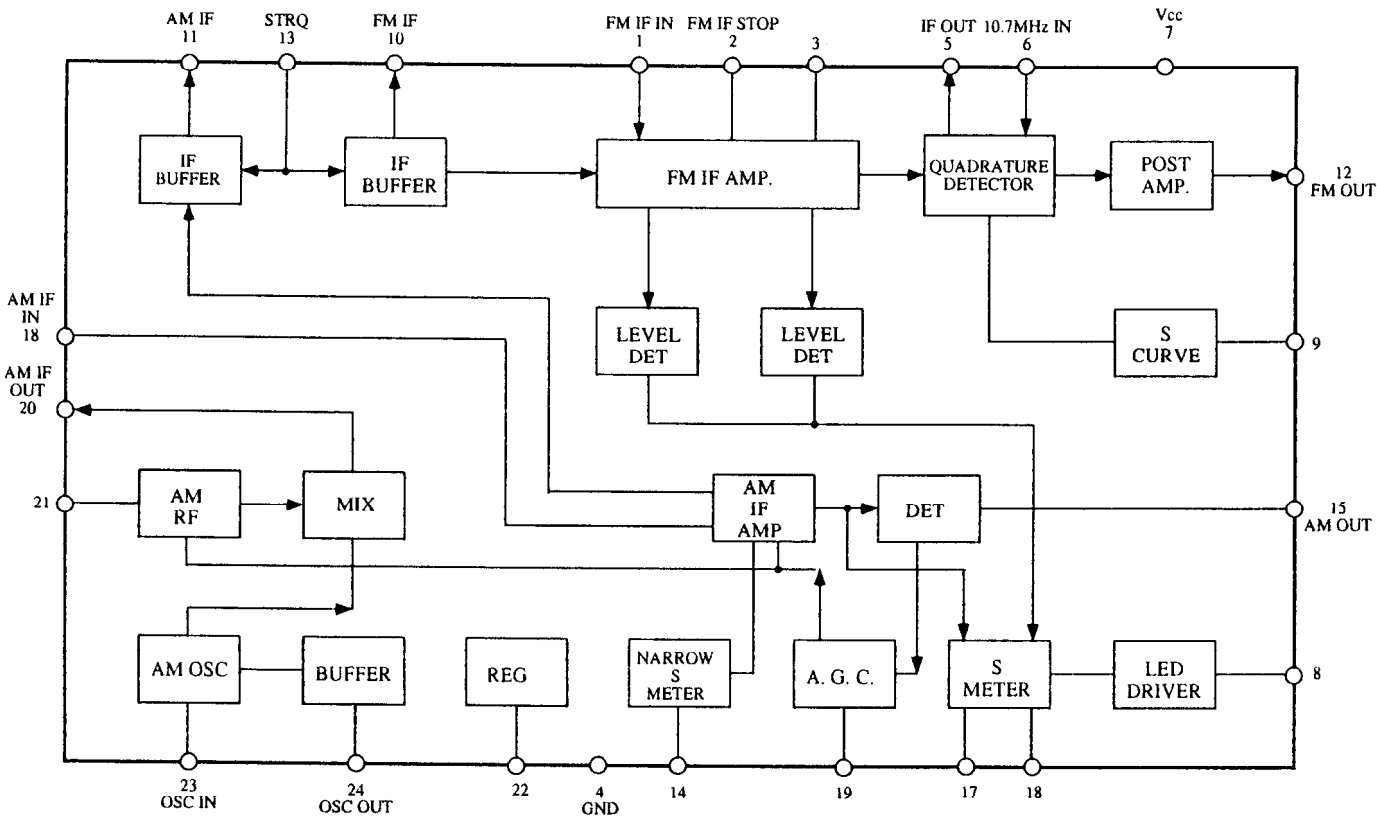 AM IF
11
STRQ
13
FM IF
10
FM IF IN
1
FM IF STOP
2
3
IF OUT
5
10.7MHz IN
6
Vcc
7
IF
BUFFER
IF
BUFFER
FM IF AMP.
QUADRATURE
DETECTOR
POST
AMP.
12
FM OUT
AM IF
IN
18
LEVEL
DET
LEVEL
DET
S
CURVE
9
AM IF
OUT
20
21
AM
RF
MIX
AM
IF
AMP
DET
15
AM OUT
AM OSC
BUFFER
REG
NARROW
S
METER
A. G. C.
S
METER
LED
DRIVER
8
23
OSC IN
24
OSC OUT
22
4
GND
14
19
17
18